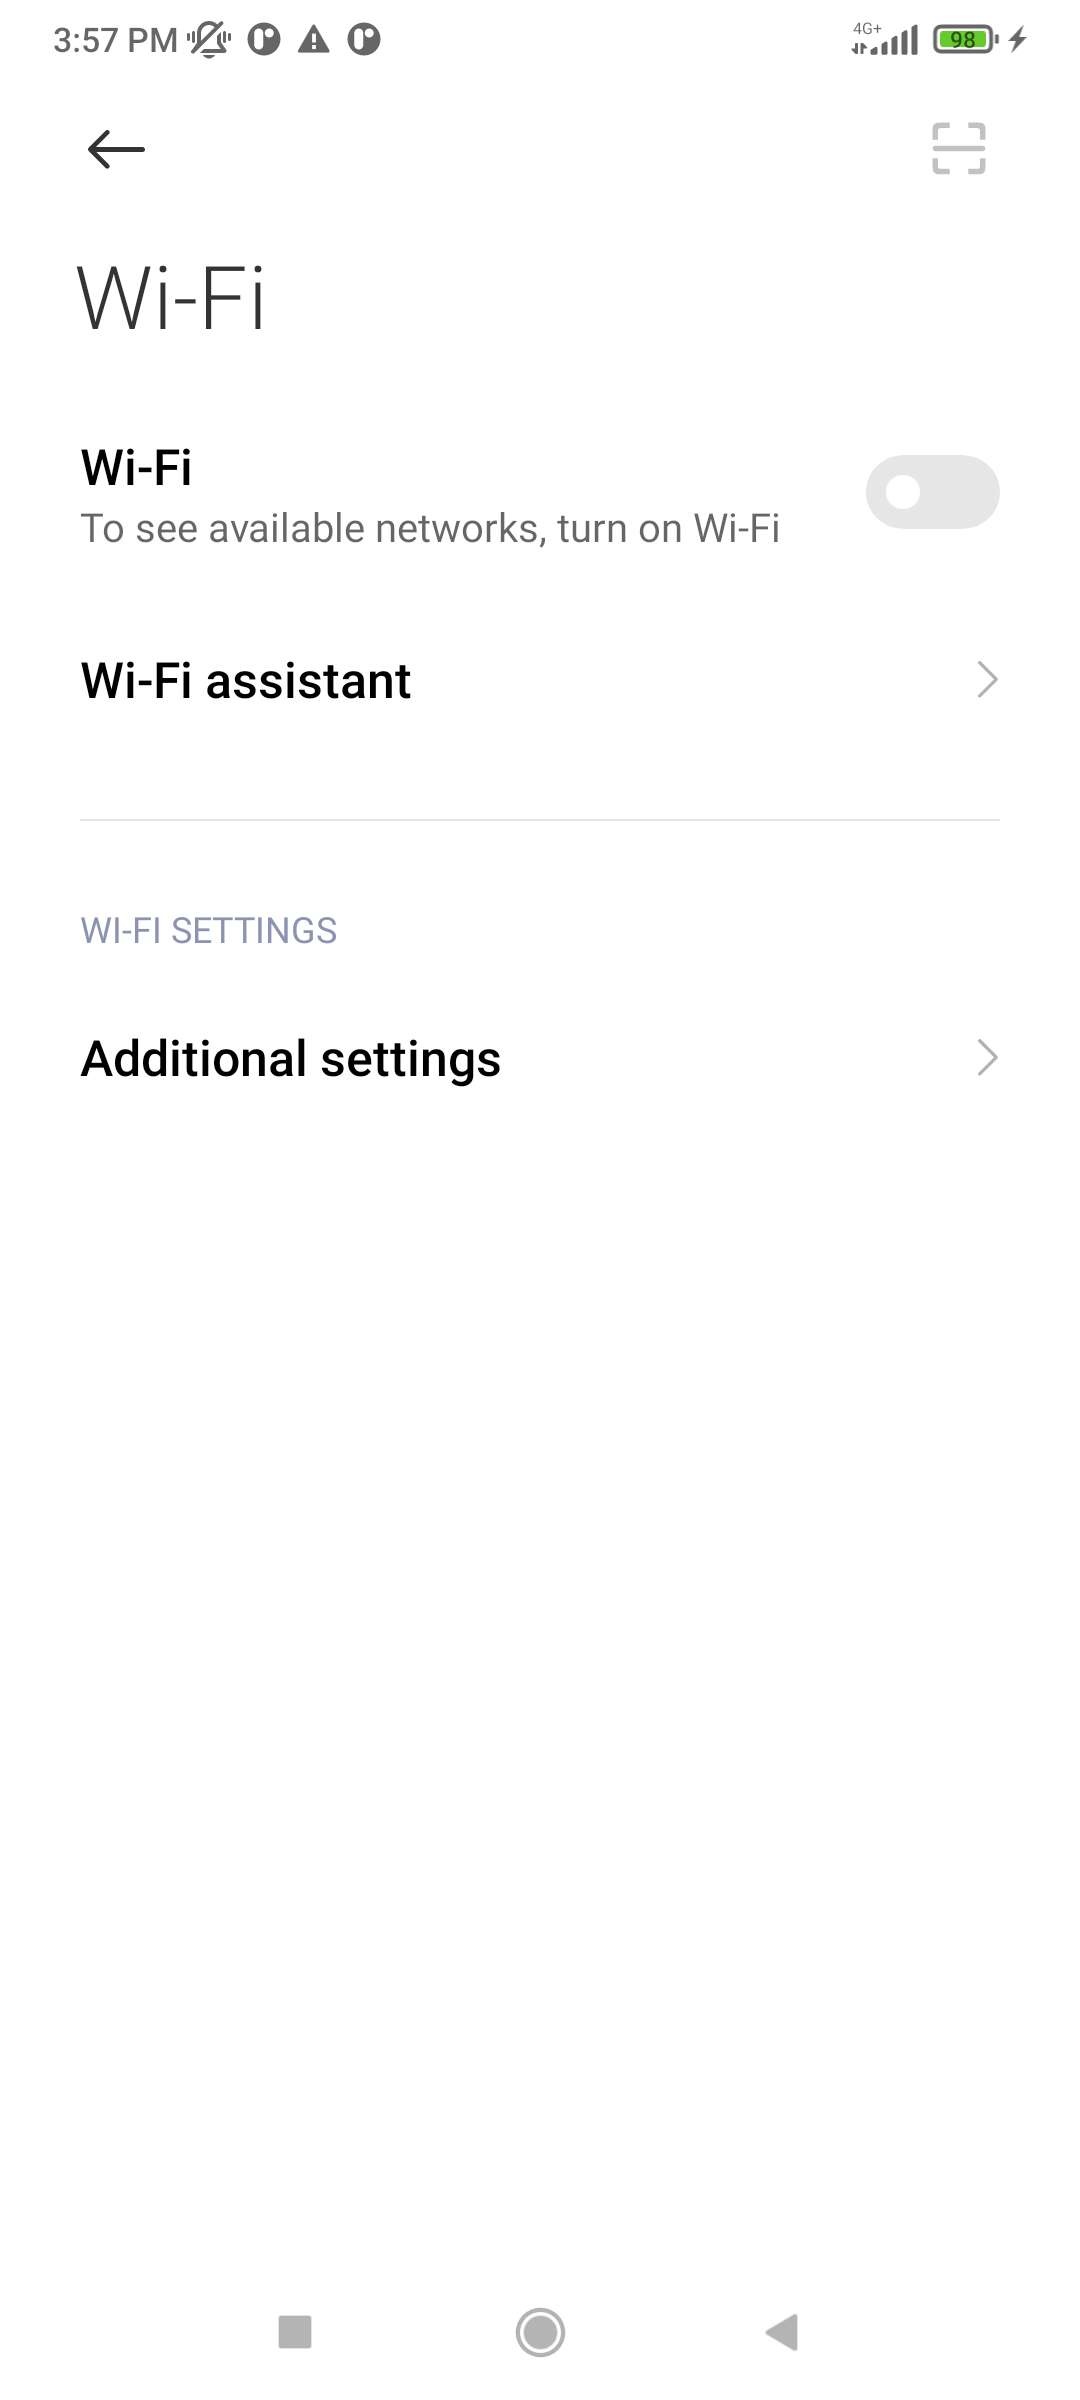 3:57 PM
4G+
98
Wi-Fi
Wi-Fi
To see available networks, turn on Wi-Fi
Wi-Fi assistant
WI-FI SETTINGS
Additional settings